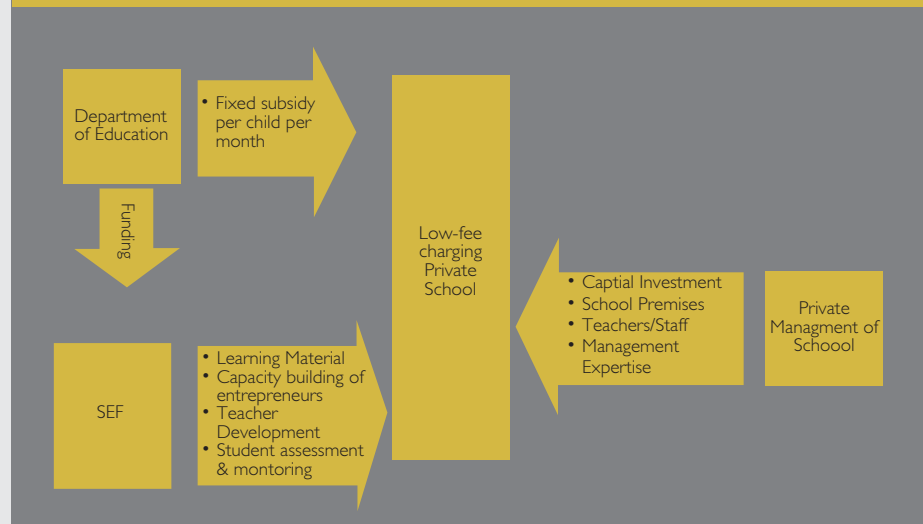 Department
of Education
• Fixed subsidy
per child per
month
Funding
SEF
• Learning Material
• Capacity building of
entrepreneurs
• Teacher
Development
• Student assessment
& montoring
Low-fee
charging
Private
School
• Captial Investment
• School Premises
• Teachers/Staff
• Management
Expertise
Private
Managment of
Schoool